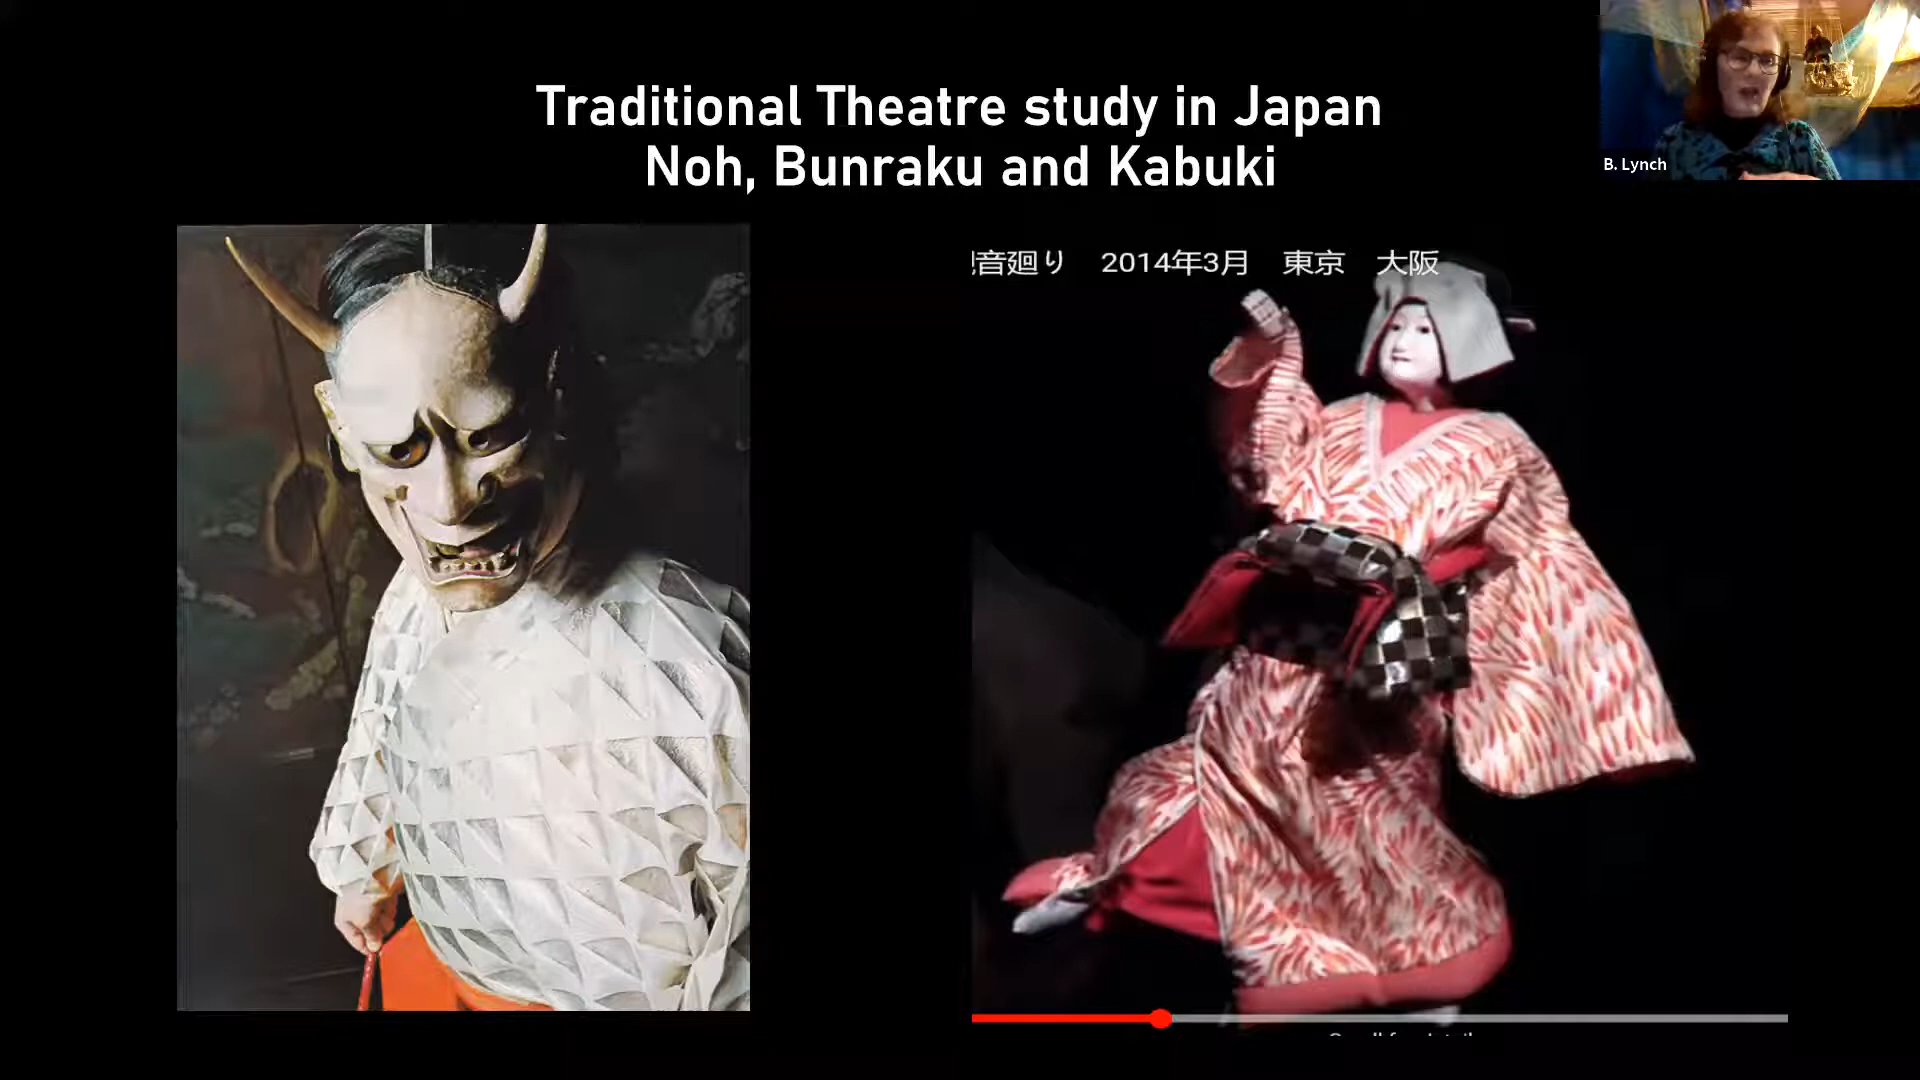 Traditional Theatre study in Japan
Noh, Bunraku and Kabuki
B. Lynch
音廻り 2014年3月 東京 大阪